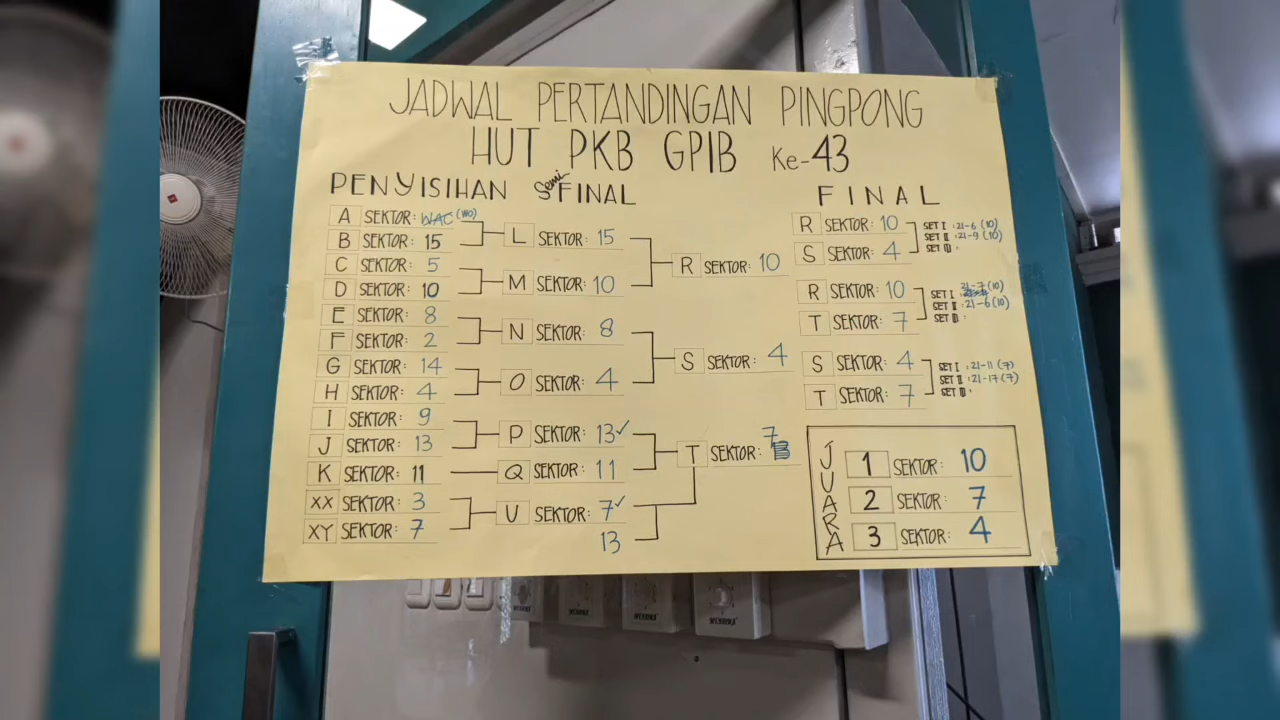 JADWAL PERTANDINGAN PINGPONG
HUT PKB GPIB Ke-43
PENYISIHAN
A SEKTOR: WAC (WO)
B SEKTOR: 15
C SEKTOR: 5
D SEKTOR: 10
E SEKTOR: 8
F SEKTOR: 2
G SEKTOR: 14
H SEKTOR: 4
I SEKTOR: 9
J SEKTOR: 13
K SEKTOR: 11
XX SEKTOR: 3
XY SEKTOR: 7
Semi FINAL
L SEKTOR: 15
M SEKTOR: 10
N SEKTOR: 8
O SEKTOR: 4
P SEKTOR: 13✓
Q SEKTOR: 11
U SEKTOR: 7✓
13
R SEKTOR: 10
S SEKTOR: 4
T SEKTOR: 7
FINAL
R SEKTOR: 10
S SEKTOR: 4
SET I : 21-6 (10)
SET II : 21-9 (10)
SET III :
R SEKTOR: 10
T SEKTOR: 7
SET I : 21-7 (10)
SET II : 21-6 (10)
SET III :
S SEKTOR: 4
T SEKTOR: 7
SET I : 21-11 (7)
SET II : 21-17 (7)
SET III :
JUARA
1 SEKTOR: 10
2 SEKTOR: 7
3 SEKTOR: 4